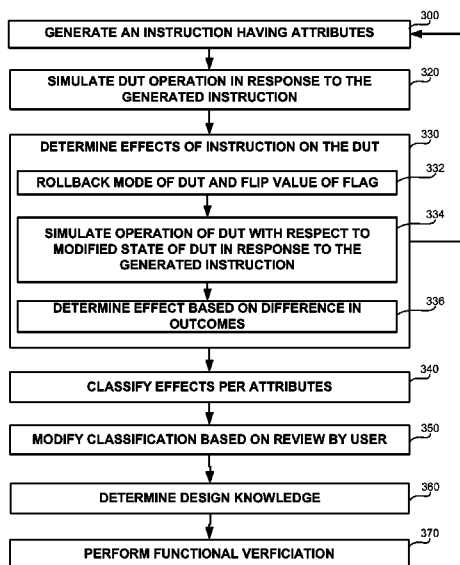 300
GENERATE AN INSTRUCTION HAVING ATTRIBUTES
320
SIMULATE DUT OPERATION IN RESPONSE TO THE
GENERATED INSTRUCTION
330
DETERMINE EFFECTS OF INSTRUCTION ON THE DUT
332
ROLLBACK MODE OF DUT AND FLIP VALUE OF FLAG
334
SIMULATE OPERATION OF DUT WITH RESPECT TO
MODIFIED STATE OF DUT IN RESPONSE TO THE
GENERATED INSTRUCTION
336
DETERMINE EFFECT BASED ON DIFFERENCE IN
OUTCOMES
340
CLASSIFY EFFECTS PER ATTRIBUTES
350
MODIFY CLASSIFICATION BASED ON REVIEW BY USER
360
DETERMINE DESIGN KNOWLEDGE
370
PERFORM FUNCTIONAL VERFICIATION